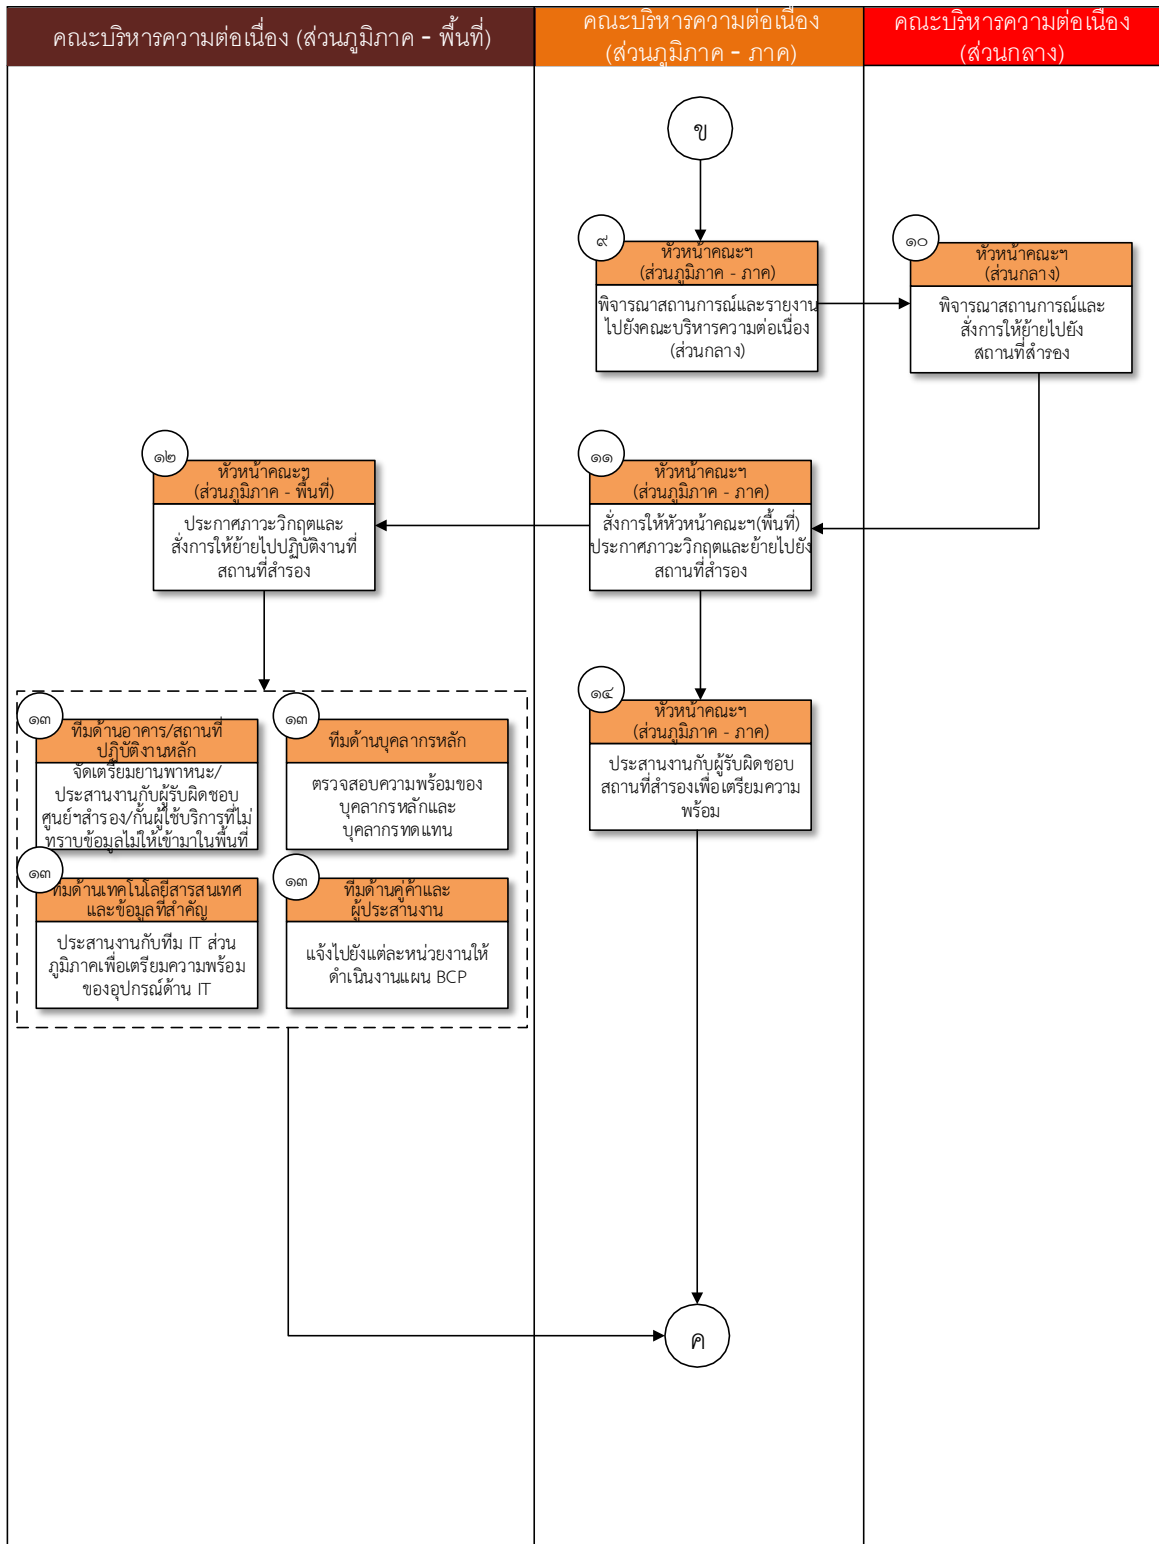 คณะบริหารความต่อเนื่อง (ส่วนภูมิภาค - พื้นที่)
คณะบริหารความต่อเนื่อง
(ส่วนภูมิภาค - ภาค)
คณะบริหารความต่อเนื่อง
(ส่วนกลาง)
ข
๙
หัวหน้าคณะฯ
(ส่วนภูมิภาค - ภาค)
พิจารณาสถานการณ์และรายงาน
ไปยังคณะบริหารความต่อเนื่อง
(ส่วนกลาง)
๑๐
หัวหน้าคณะฯ
(ส่วนกลาง)
พิจารณาสถานการณ์และ
สั่งการให้ย้ายไปยัง
สถานที่สำรอง
๑๒
หัวหน้าคณะฯ
(ส่วนภูมิภาค - พื้นที่)
ประกาศภาวะวิกฤตและ
สั่งการให้ย้ายไปปฏิบัติงานที่
สถานที่สำรอง
๑๑
หัวหน้าคณะฯ
(ส่วนภูมิภาค - ภาค)
สั่งการให้หัวหน้าคณะฯ(พื้นที่)
ประกาศภาวะวิกฤตและย้ายไปยัง
สถานที่สำรอง
๑๓
ทีมด้านอาคาร/สถานที่
ปฏิบัติงานหลัก
จัดเตรียมยานพาหนะ/
ประสานงานกับผู้รับผิดชอบ
ศูนย์ฯสำรอง/กั้นผู้ใช้บริการที่ไม่
ทราบข้อมูลไม่ให้เข้ามาในพื้นที่
๑๓
ทีมด้านบุคลากรหลัก
ตรวจสอบความพร้อมของ
บุคลากรหลักและ
บุคลากรทดแทน
๑๔
หัวหน้าคณะฯ
(ส่วนภูมิภาค - ภาค)
ประสานงานกับผู้รับผิดชอบ
สถานที่สำรองเพื่อเตรียมความ
พร้อม
๑๓
ทีมด้านเทคโนโลยีสารสนเทศ
และข้อมูลที่สำคัญ
ประสานงานกับทีม IT ส่วน
ภูมิภาคเพื่อเตรียมความพร้อม
ของอุปกรณ์ด้าน IT
๑๓
ทีมด้านคู่ค้าและ
ผู้ประสานงาน
แจ้งไปยังแต่ละหน่วยงานให้
ดำเนินงานแผน BCP
ค